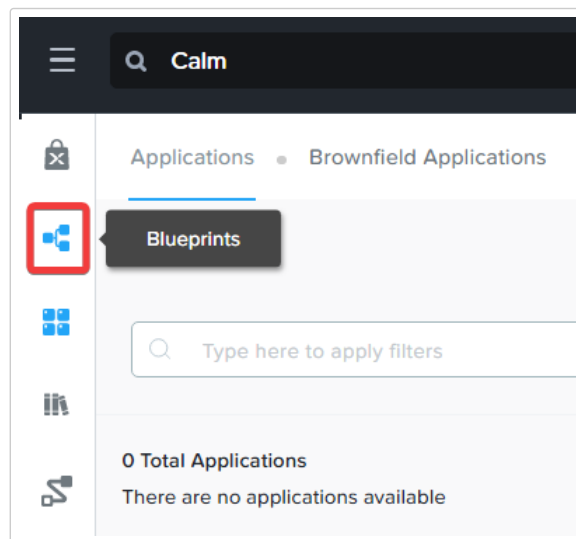 Calm
Applications
Brownfield Applications
Blueprints
Type here to apply filters
0 Total Applications
There are no applications available